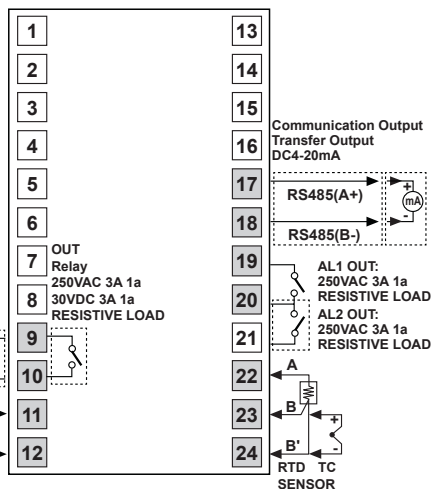 1 13
2 14
3 15
4 16
Communication Output
Transfer Output
DC4-20mA
5 17
RS485(A+)
+
mA
-
6 18
RS485(B-)
7 19
OUT
Relay
250VAC 3A 1a
30VDC 3A 1a
RESISTIVE LOAD
AL1 OUT:
250VAC 3A 1a
RESISTIVE LOAD
8 20
AL2 OUT:
250VAC 3A 1a
RESISTIVE LOAD
9 21
10 22
A
11 23
B
+
-
12 24
B'
RTD TC
SENSOR